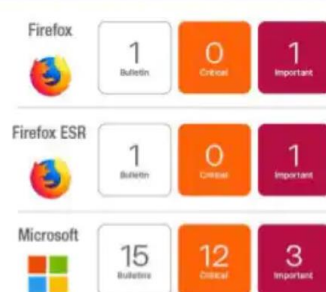 Firefox
1 0 1
Bulletin Critical Important
Firefox ESR
1 0 1
Bulletin Critical Important
Microsoft
15 12 3
Bulletins Critical Important